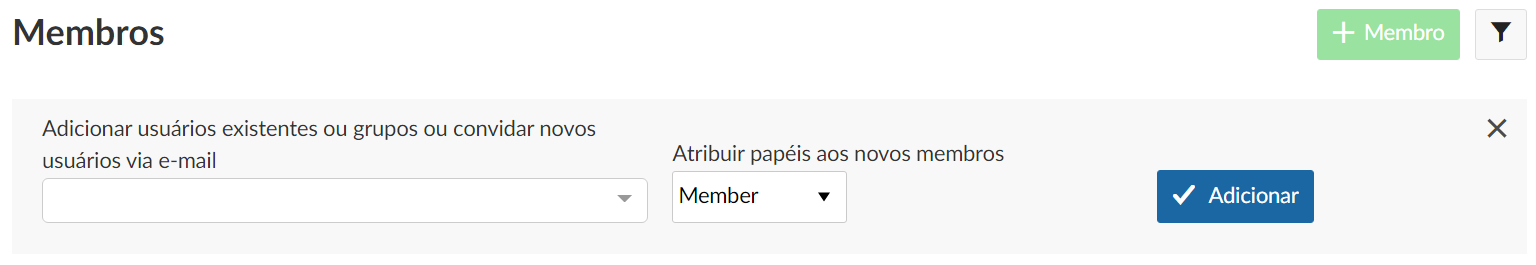 Membros
Membro
Adicionar usuários existentes ou grupos ou convidar novos
usuários via e-mail
Atribuir papéis aos novos membros
Member
Adicionar